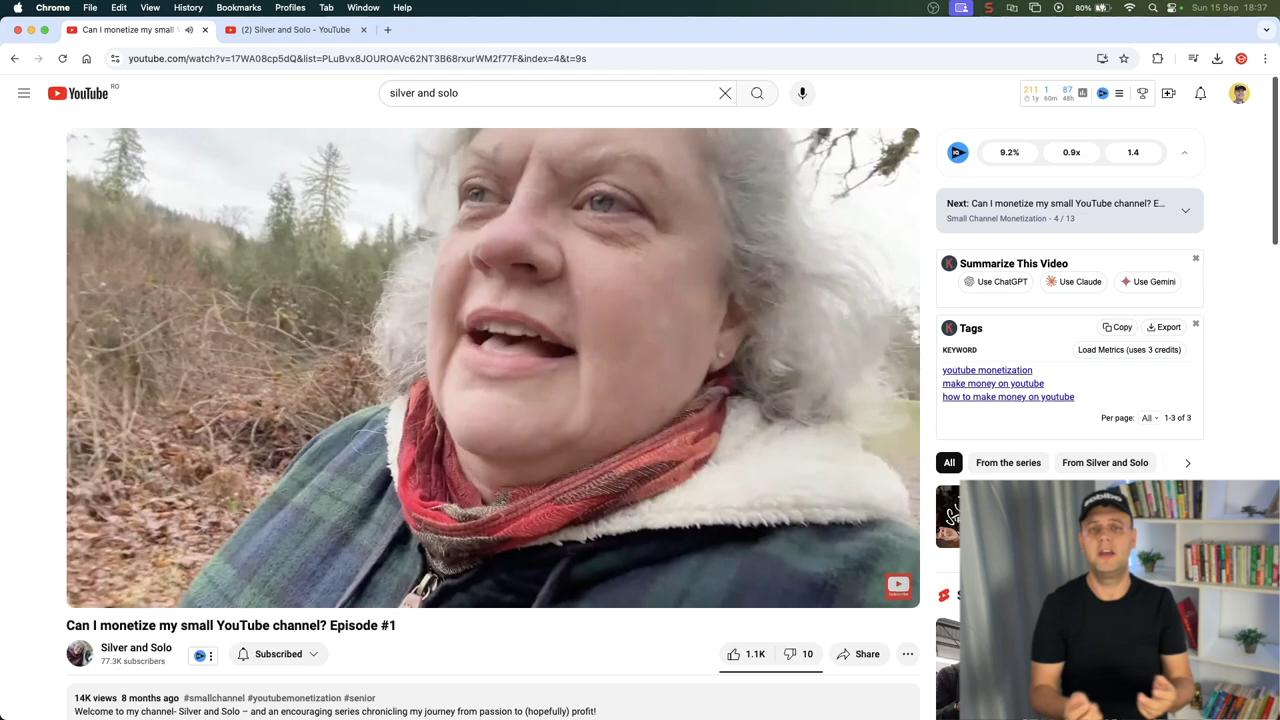 Chrome File Edit View History Bookmarks Profiles Tab Window Help
80% Sun 15 Sep 18:37
Can I monetize my small
(2) Silver and Solo - YouTube
youtube.com/watch?v=17WA08cp5dQ&list=PLuBvx8JOUROAVc62NT3B68rxurWM2f77F&index=4&t=9s
YouTube RO
silver and solo
211 1 87
1y 60m 48h
9.2% 0.9x 1.4
Next: Can I monetize my small YouTube channel? E...
Small Channel Monetization - 4 / 13
K Summarize This Video
Use ChatGPT Use Claude Use Gemini
K Tags Copy Export
KEYWORD Load Metrics (uses 3 credits)
youtube monetization
make money on youtube
how to make money on youtube
Per page: All 1-3 of 3
All From the series From Silver and Solo
Subscribe
Can I monetize my small YouTube channel? Episode #1
Silver and Solo
77.3K subscribers
Subscribed
1.1K 10 Share
14K views 8 months ago #smallchannel #youtubemonetization #senior
Welcome to my channel- Silver and Solo – and an encouraging series chronicling my journey from passion to (hopefully) profit!